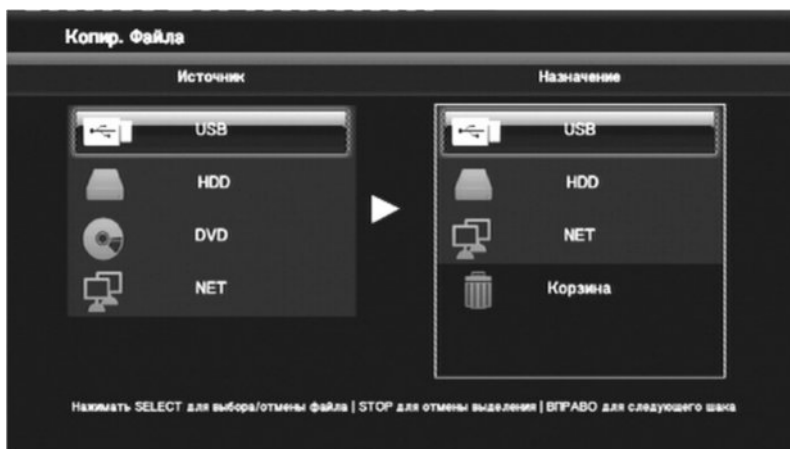 Копир. Файла
Источник Назначение
USB USB
HDD HDD
DVD NET
NET Корзина
Нажимать SELECT для выбора/отмены файла | STOP для отмены выделения | ВПРАВО для следующего шака